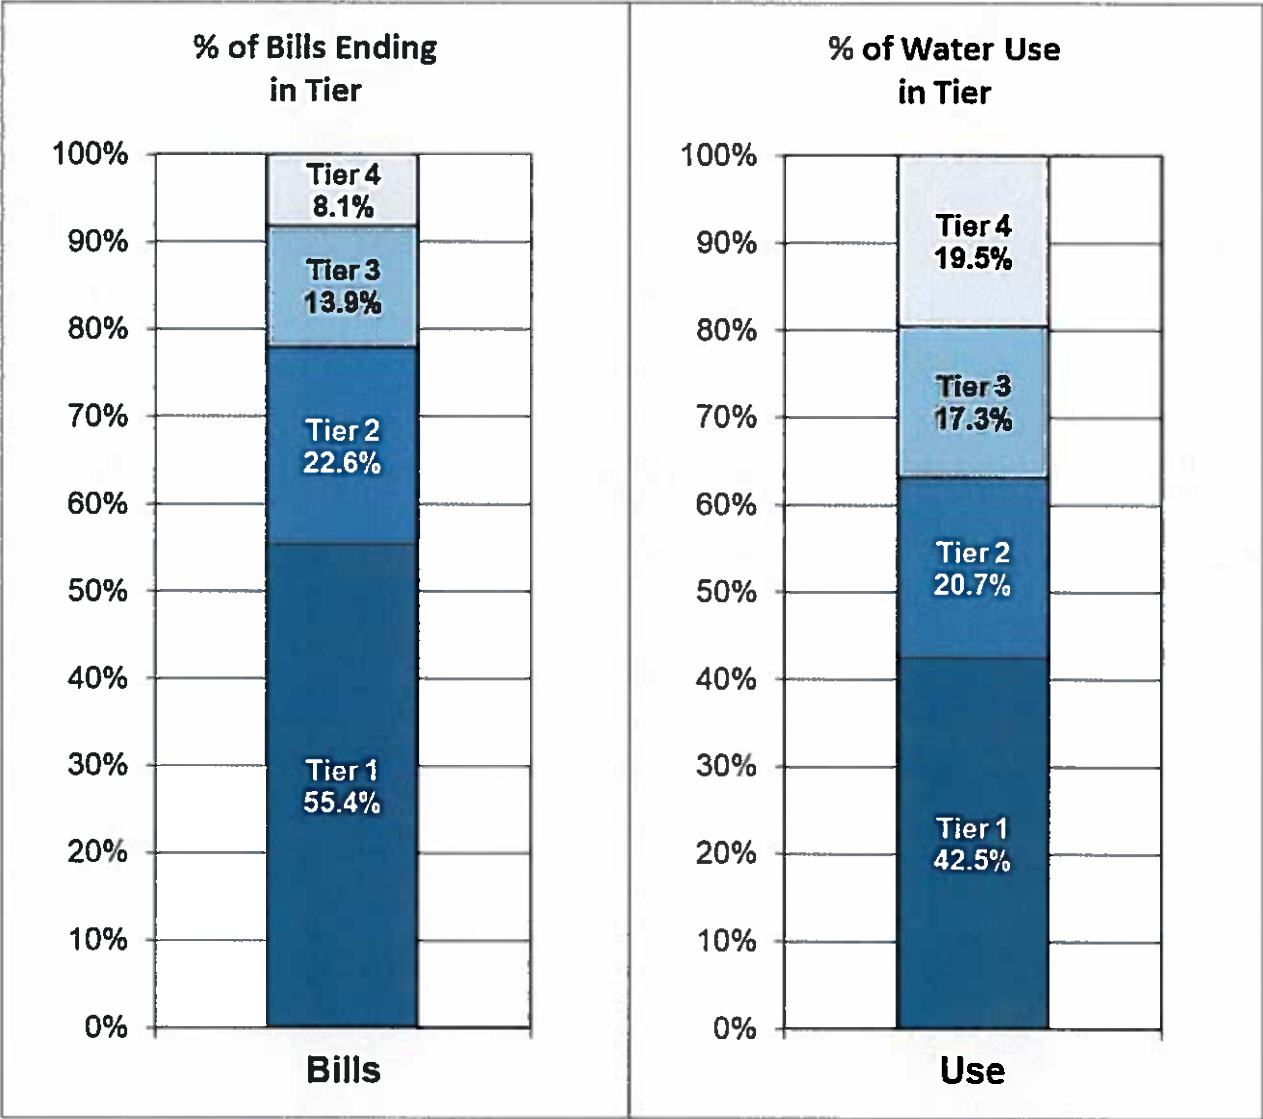 % of Bills Ending
in Tier
100%
90%
80%
70%
60%
50%
40%
30%
20%
10%
0%
Tier 4
8.1%
Tier 3
13.9%
Tier 2
22.6%
Tier 1
55.4%
Bills
% of Water Use
in Tier
100%
90%
80%
70%
60%
50%
40%
30%
20%
10%
0%
Tier 4
19.5%
Tier 3
17.3%
Tier 2
20.7%
Tier 1
42.5%
Use